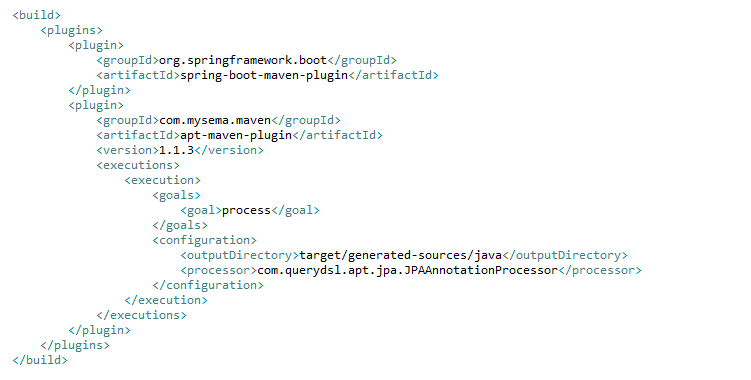 <build>
    <plugins>
        <plugin>
            <groupId>org.springframework.boot</groupId>
            <artifactId>spring-boot-maven-plugin</artifactId>
        </plugin>
        <plugin>
            <groupId>com.mysema.maven</groupId>
            <artifactId>apt-maven-plugin</artifactId>
            <version>1.1.3</version>
            <executions>
                <execution>
                    <goals>
                        <goal>process</goal>
                    </goals>
                    <configuration>
                        <outputDirectory>target/generated-sources/java</outputDirectory>
                        <processor>com.querydsl.apt.jpa.JPAAnnotationProcessor</processor>
                    </configuration>
                </execution>
            </executions>
        </plugin>
    </plugins>
</build>